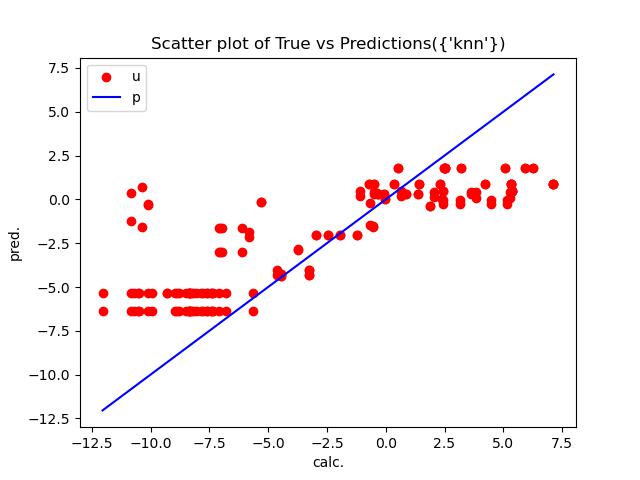 Scatter plot of True vs Predictions({'knn'})
u
p
7.5
5.0
2.5
0.0
−2.5
−5.0
−7.5
−10.0
−12.5
pred.
−12.5 −10.0 −7.5 −5.0 −2.5 0.0 2.5 5.0 7.5
calc.